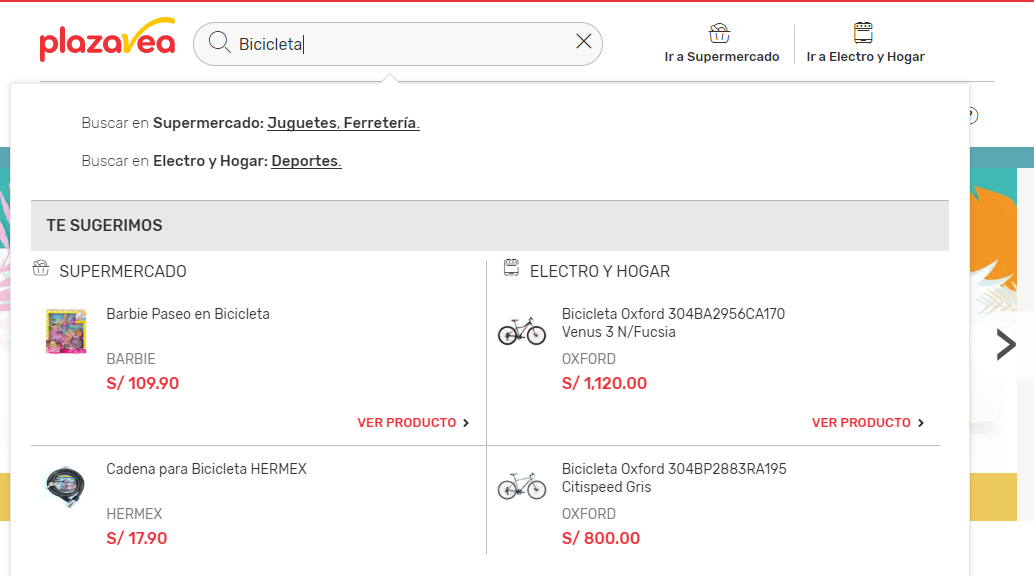 plazavea
Bicicleta
Ir a Supermercado
Ir a Electro y Hogar
?
Buscar en Supermercado: Juguetes, Ferretería.
Buscar en Electro y Hogar: Deportes.
TE SUGERIMOS
SUPERMERCADO
Barbie Paseo en Bicicleta
BARBIE
S/ 109.90
VER PRODUCTO
Cadena para Bicicleta HERMEX
HERMEX
S/ 17.90
ELECTRO Y HOGAR
Bicicleta Oxford 304BA2956CA170
Venus 3 N/Fucsia
OXFORD
S/ 1,120.00
VER PRODUCTO
Bicicleta Oxford 304BP2883RA195
Citispeed Gris
OXFORD
S/ 800.00